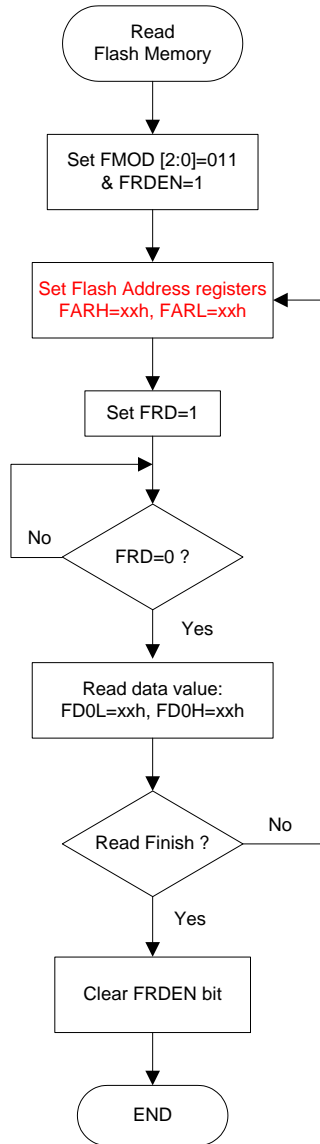 Read
Flash Memory
Set FMOD [2:0]=011
& FRDEN=1
Set Flash Address registers
FARH=xxh, FARL=xxh
Set FRD=1
No
FRD=0 ?
Yes
Read data value:
FD0L=xxh, FD0H=xxh
Read Finish ?
No
Yes
Clear FRDEN bit
END